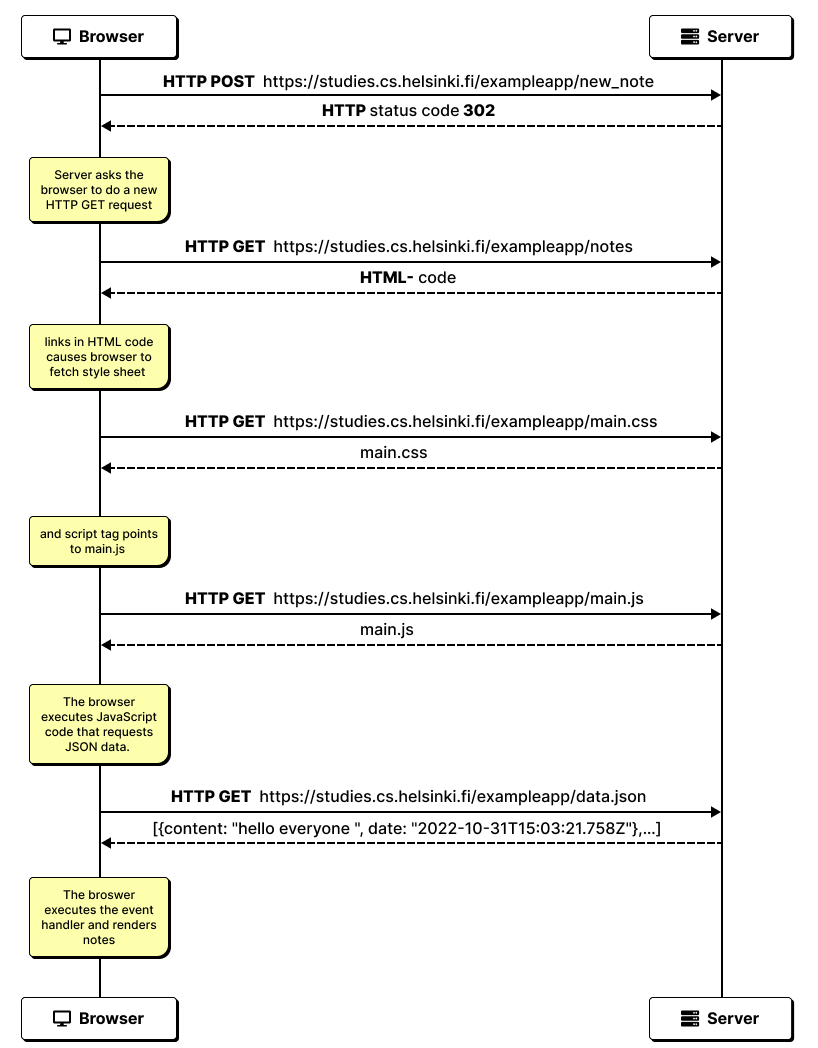 Browser
Server
HTTP POST https://studies.cs.helsinki.fi/exampleapp/new_note
HTTP status code 302
Server asks the
browser to do a new
HTTP GET request
HTTP GET https://studies.cs.helsinki.fi/exampleapp/notes
HTML- code
links in HTML code
causes browser to
fetch style sheet
HTTP GET https://studies.cs.helsinki.fi/exampleapp/main.css
main.css
and script tag points
to main.js
HTTP GET https://studies.cs.helsinki.fi/exampleapp/main.js
main.js
The browser
executes JavaScript
code that requests
JSON data.
HTTP GET https://studies.cs.helsinki.fi/exampleapp/data.json
[{content: "hello everyone ", date: "2022-10-31T15:03:21.758Z"},...]
The broswer
executes the event
handler and renders
notes
Browser
Server